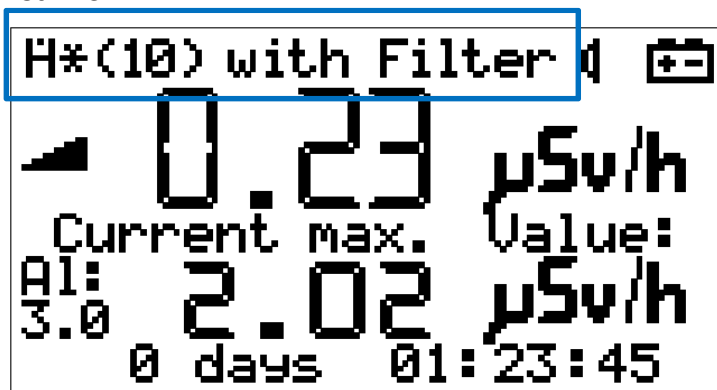 Ḣ*(10) with Filter
0.23 µSv/h
Current max. Value:
Al: 3.0 2.02 µSv/h
0 days 01:23:45